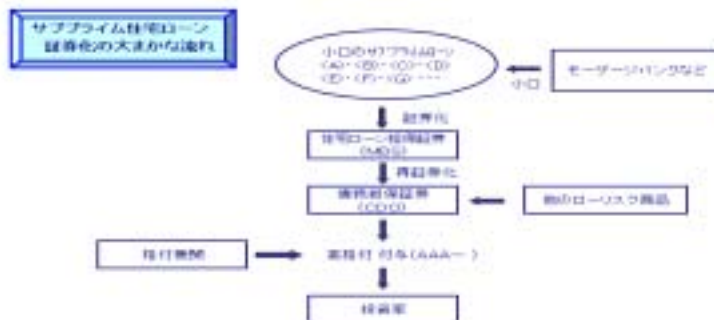 サブプライム住宅ローン
証券化の大まかな流れ
小口のサブプライムローン
(A)・(B)・(C)・(D)
(E)・(F)・(G)・・・・
モーゲージバンクなど
小口
証券化
住宅ローン担保証券
(MBS)
再証券化
債務担保証券
(CDO)
他のローリスク商品
格付機関
高格付 付与(AAA~)
投資家